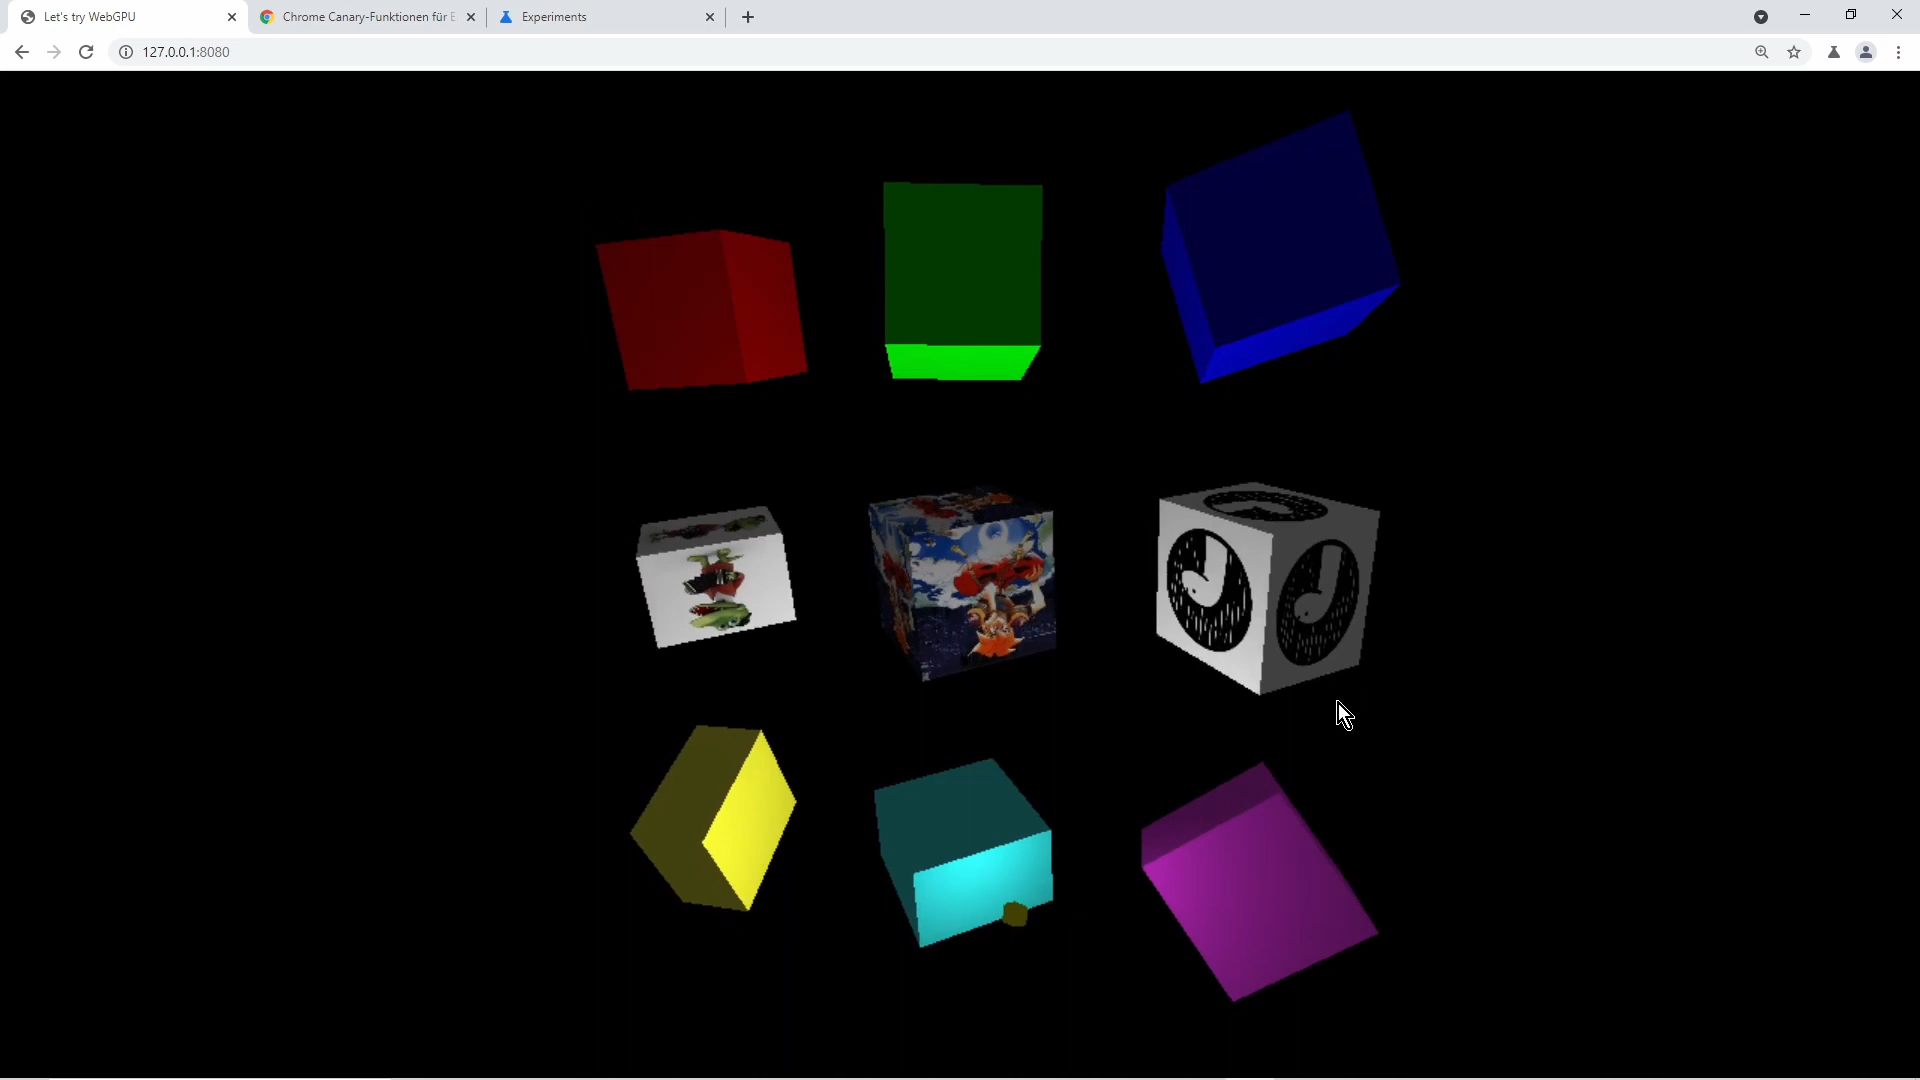 Let's try WebGPU
Chrome Canary-Funktionen für E
Experiments
127.0.0.1:8080